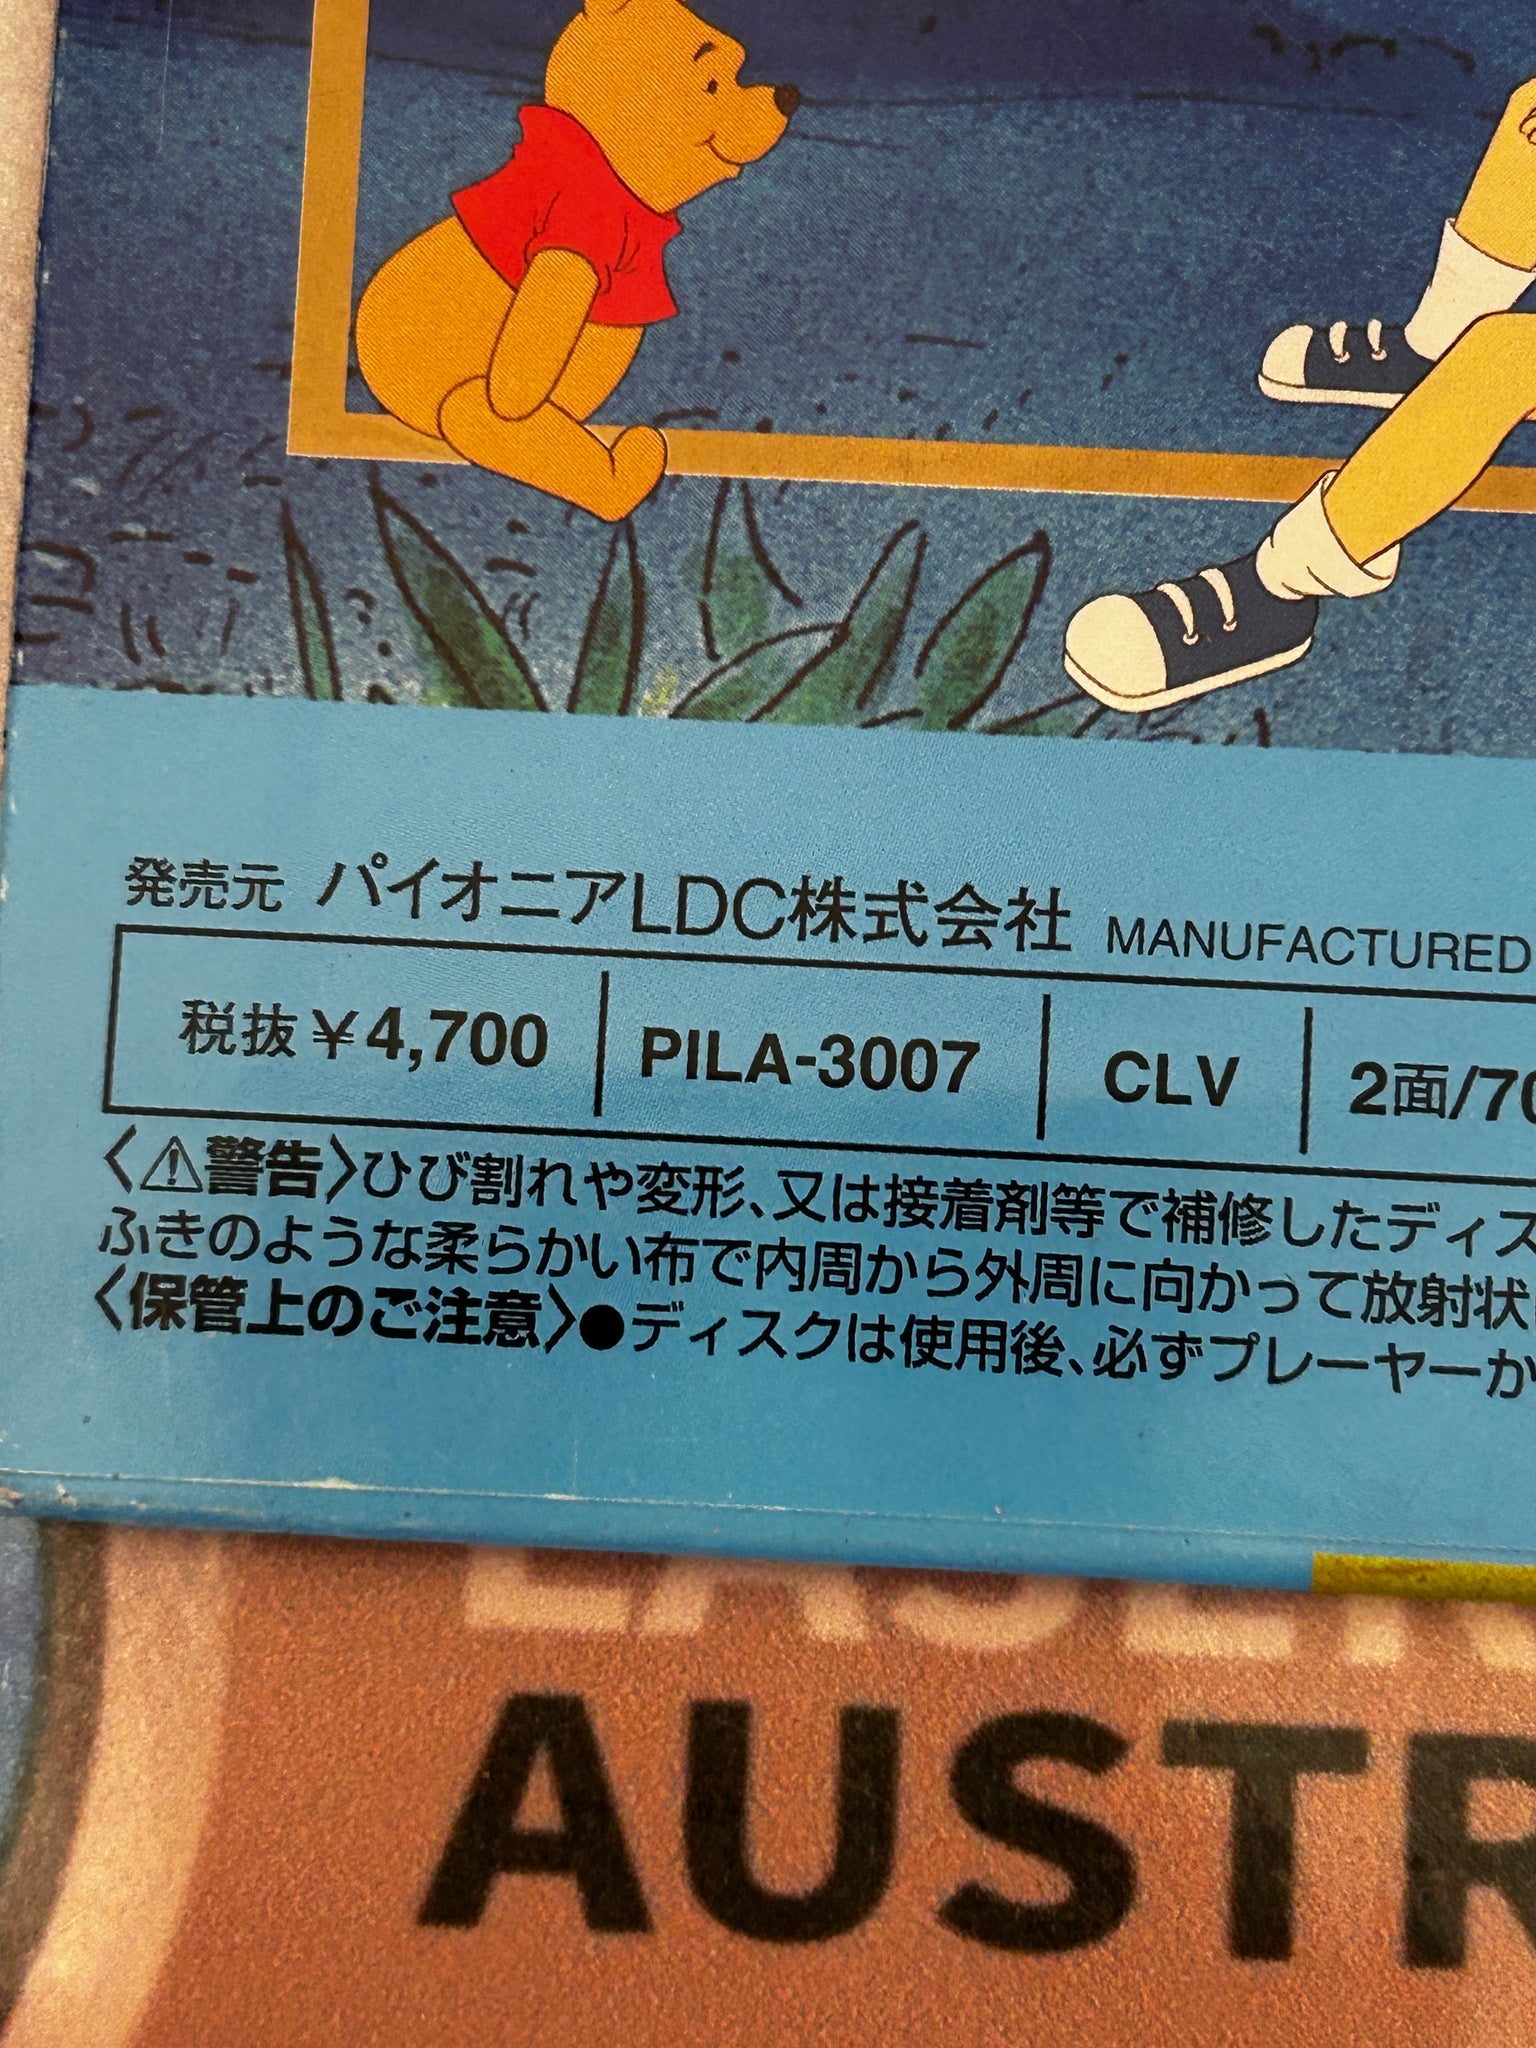 発売元 パイオニアLDC株式会社 MANUFACTURED
税抜￥4,700 PILA-3007 CLV 2面/70
〈⚠警告〉ひび割れや変形、又は接着剤等で補修したディス
ふきのような柔らかい布で内周から外周に向かって放射状
〈保管上のご注意〉●ディスクは使用後、必ずプレーヤーか
LASER
AUSTR